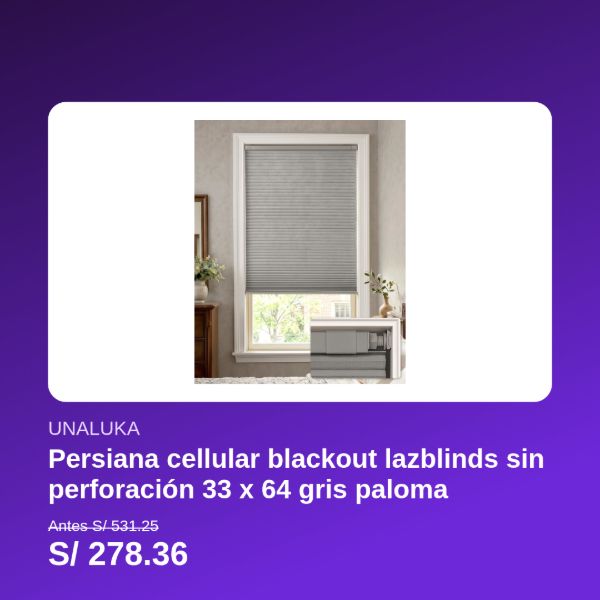 UNALUKA
Persiana cellular blackout lazblinds sin
perforación 33 x 64 gris paloma
Antes S/ 531.25
S/ 278.36